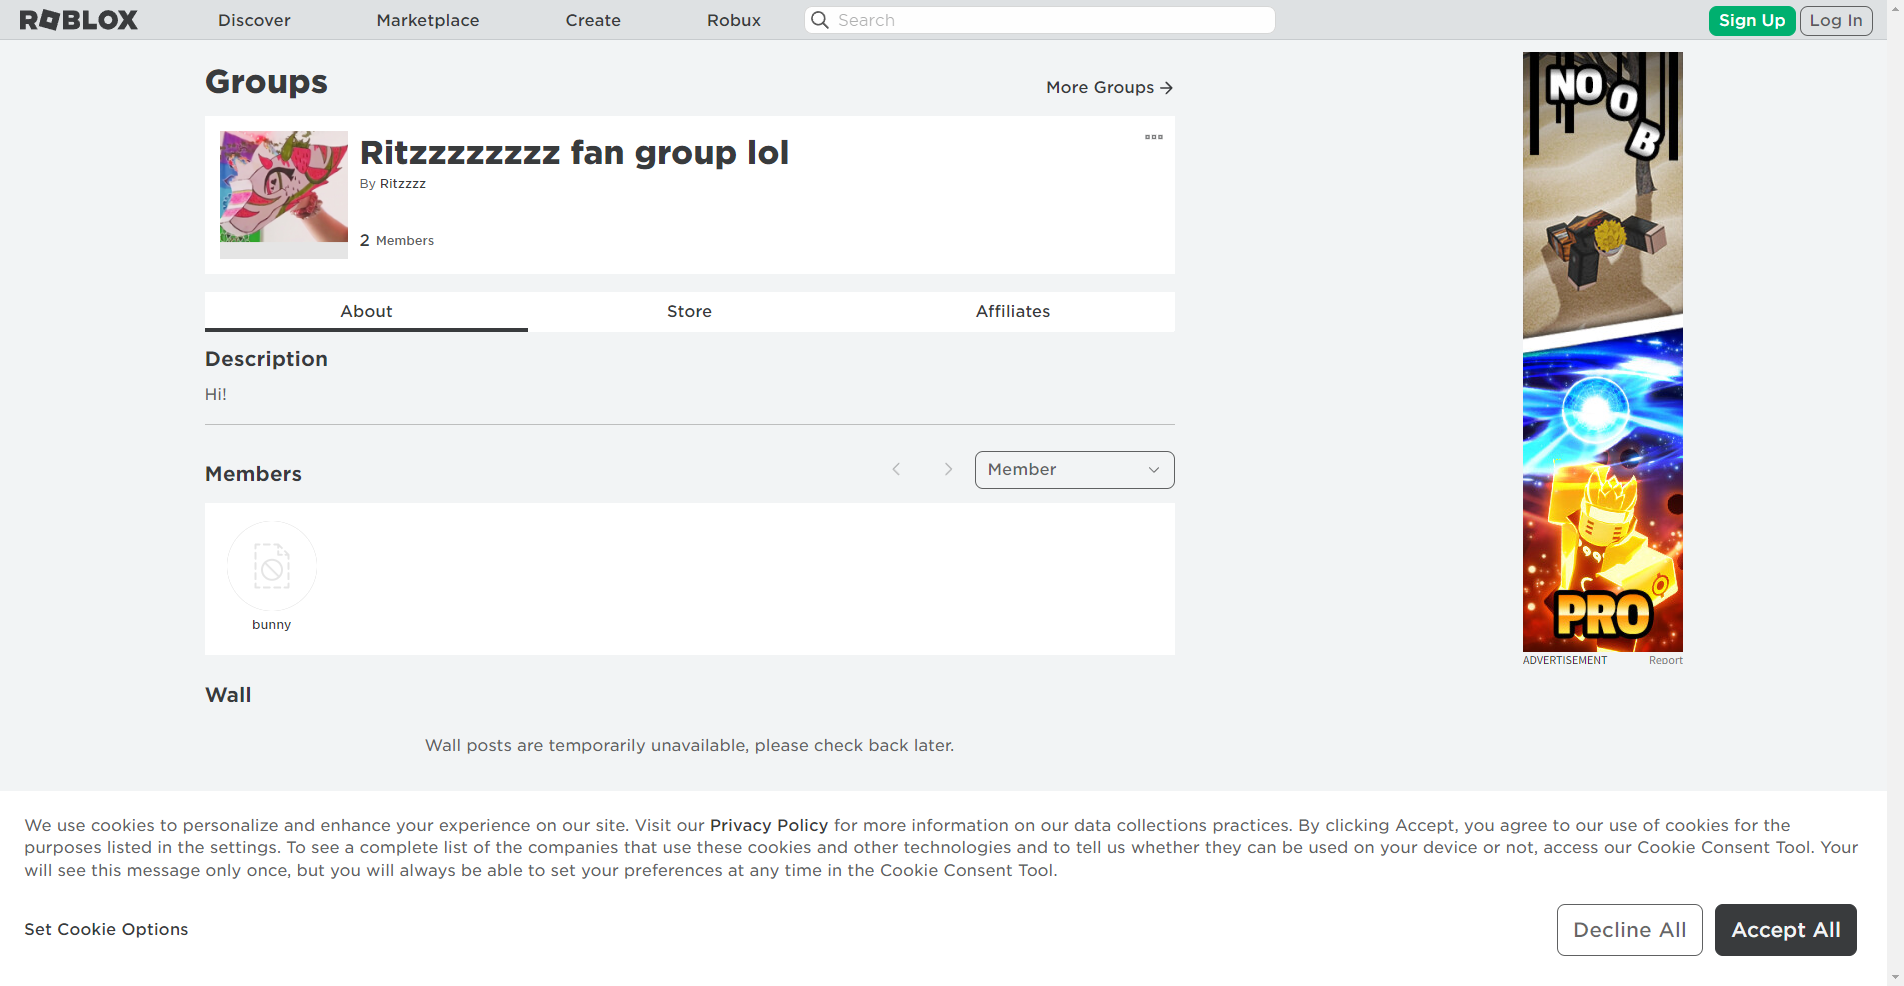 ROBLOX
Discover
Marketplace
Create
Robux
Search
Sign Up
Log In
Groups
More Groups
Ritzzzzzzzzz fan group lol
By Ritzzzz
2 Members
About
Store
Affiliates
Description
Hi!
Members
Member
bunny
Wall
Wall posts are temporarily unavailable, please check back later.
NOOB
PRO
ADVERTISEMENT
Report
We use cookies to personalize and enhance your experience on our site. Visit our Privacy Policy for more information on our data collections practices. By clicking Accept, you agree to our use of cookies for the
purposes listed in the settings. To see a complete list of the companies that use these cookies and other technologies and to tell us whether they can be used on your device or not, access our Cookie Consent Tool. Your
will see this message only once, but you will always be able to set your preferences at any time in the Cookie Consent Tool.
Set Cookie Options
Decline All
Accept All